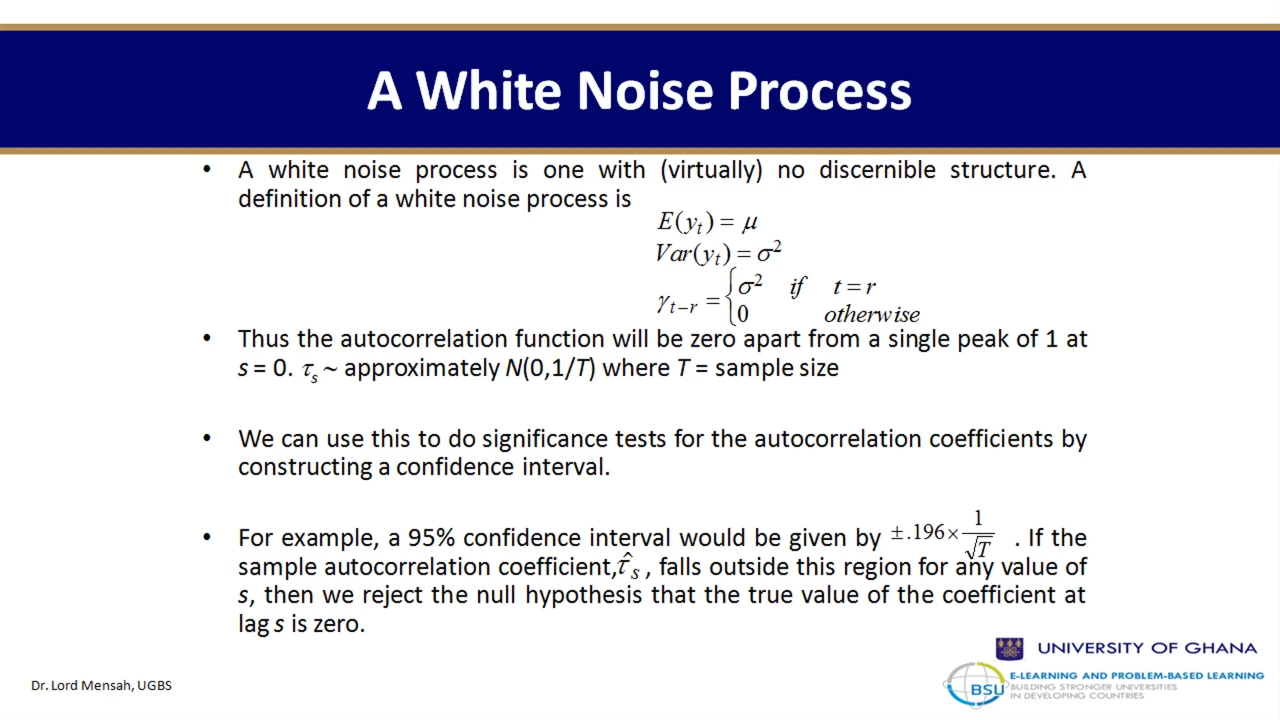 A White Noise Process
• A white noise process is one with (virtually) no discernible structure. A
definition of a white noise process is
E(y_t) = μ
Var(y_t) = σ²
γ_{t−r} = { σ² if t = r
0 otherwise
• Thus the autocorrelation function will be zero apart from a single peak of 1 at
s = 0. τ_s ~ approximately N(0,1/T) where T = sample size
• We can use this to do significance tests for the autocorrelation coefficients by
constructing a confidence interval.
• For example, a 95% confidence interval would be given by ±.196× 1/√T . If the
sample autocorrelation coefficient, τ̂_s , falls outside this region for any value of
s, then we reject the null hypothesis that the true value of the coefficient at
lag s is zero.
UNIVERSITY OF GHANA
Dr. Lord Mensah, UGBS
BSU
E-LEARNING AND PROBLEM-BASED LEARNING
BUILDING STRONGER UNIVERSITIES
IN DEVELOPING COUNTRIES